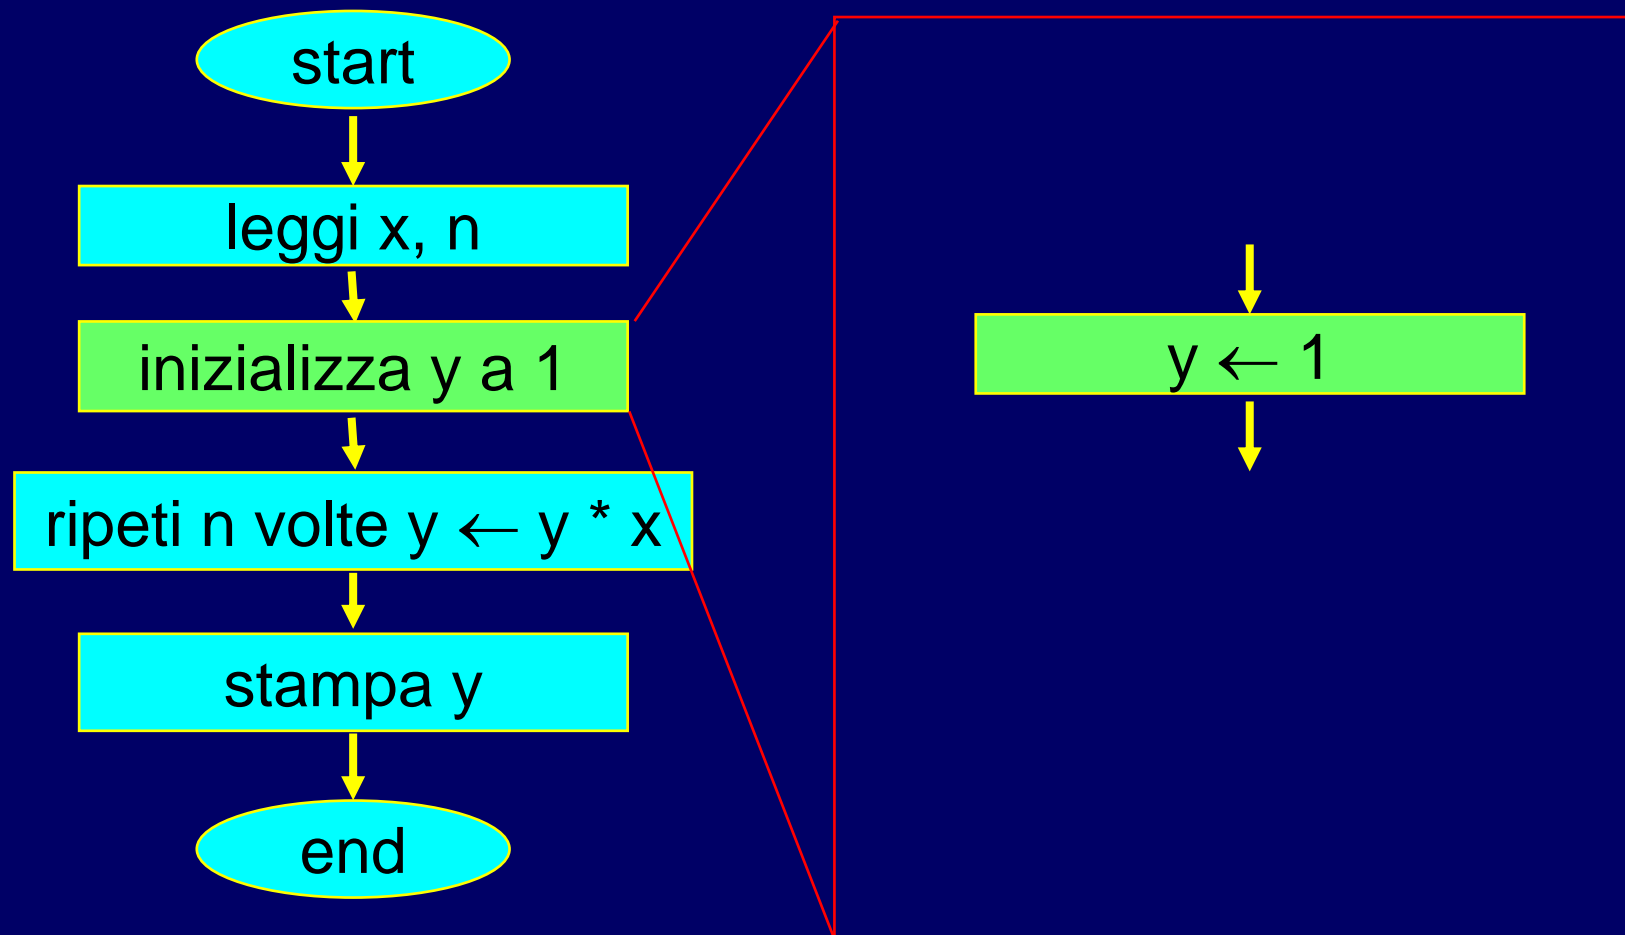 start
leggi x, n
inizializza y a 1
ripeti n volte y ← y * x
stampa y
end
y ← 1